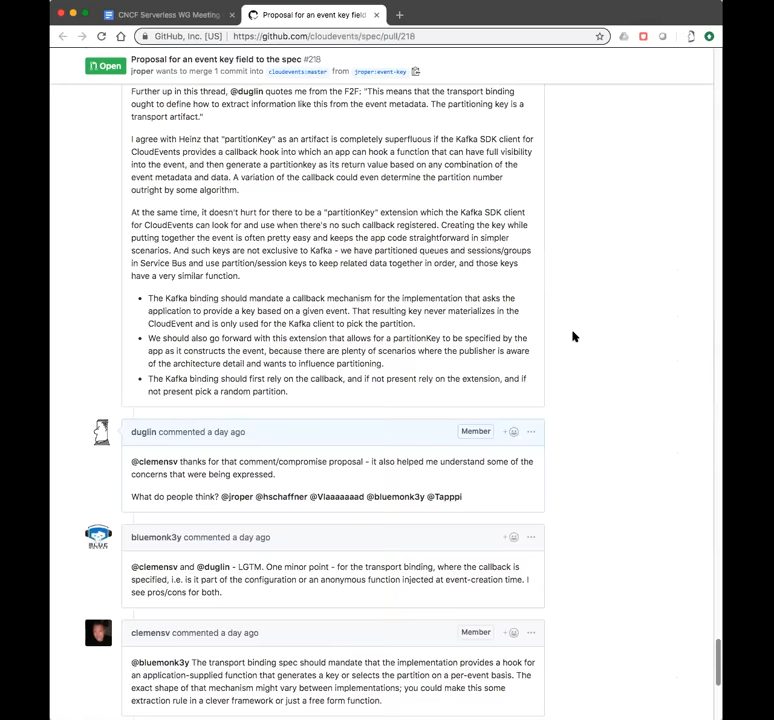 CNCF Serverless WG Meeting
Proposal for an event key field
GitHub, Inc. [US]
https://github.com/cloudevents/spec/pull/218
Open
Proposal for an event key field to the spec #218
jroper wants to merge 1 commit into cloudevents:master from jroper:event-key
Further up in this thread, @duglin quotes me from the F2F: "This means that the transport binding
ought to define how to extract information like this from the event metadata. The partitioning key is a
transport artifact."
I agree with Heinz that "partitionKey" as an artifact is completely superfluous if the Kafka SDK client for
CloudEvents provides a callback hook into which an app can hook a function that can have full visibility
into the event, and then generate a partitionkey as its return value based on any combination of the
event metadata and data. A variation of the callback could even determine the partition number
outright by some algorithm.
At the same time, it doesn't hurt for there to be a "partitionKey" extension which the Kafka SDK client
for CloudEvents can look for and use when there's no such callback registered. Creating the key while
putting together the event is often pretty easy and keeps the app code straightforward in simpler
scenarios. And such keys are not exclusive to Kafka - we have partitioned queues and sessions/groups
in Service Bus and use partition/session keys to keep related data together in order, and those keys
have a very similar function.
• The Kafka binding should mandate a callback mechanism for the implementation that asks the
application to provide a key based on a given event. That resulting key never materializes in the
CloudEvent and is only used for the Kafka client to pick the partition.
• We should also go forward with this extension that allows for a partitionKey to be specified by the
app as it constructs the event, because there are plenty of scenarios where the publisher is aware
of the architecture detail and wants to influence partitioning.
• The Kafka binding should first rely on the callback, and if not present rely on the extension, and if
not present pick a random partition.
duglin commented a day ago
Member
@clemensv thanks for that comment/compromise proposal - it also helped me understand some of the
concerns that were being expressed.
What do people think? @jroper @hschaffner @Vlaaaaaaad @bluemonk3y @Tapppi
BLUE
bluemonk3y commented a day ago
@clemensv and @duglin - LGTM. One minor point - for the transport binding, where the callback is
specified, i.e. is it part of the configuration or an anonymous function injected at event-creation time. I
see pros/cons for both.
clemensv commented a day ago
Member
@bluemonk3y The transport binding spec should mandate that the implementation provides a hook for
an application-supplied function that generates a key or selects the partition on a per-event basis. The
exact shape of that mechanism might vary between implementations; you could make this some
extraction rule in a clever framework or just a free form function.